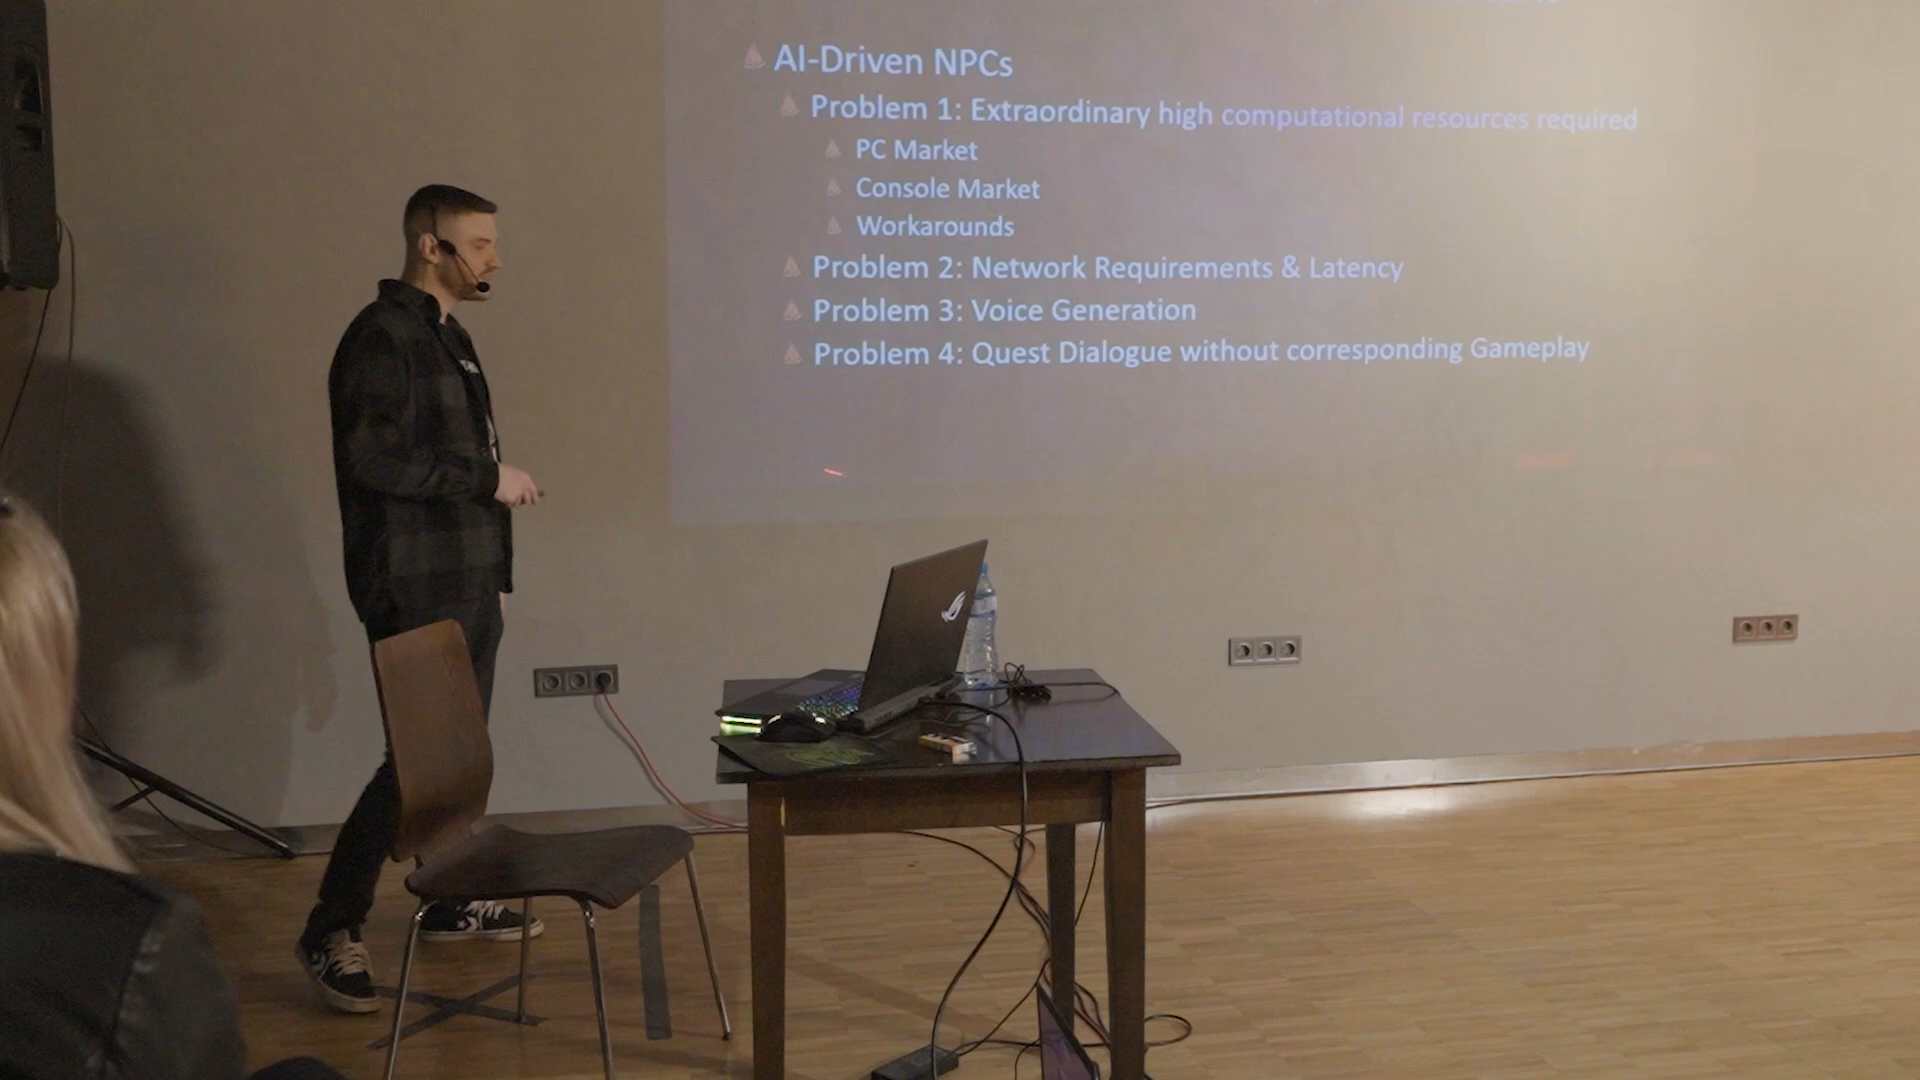 AI-Driven NPCs
Problem 1: Extraordinary high computational resources required
PC Market
Console Market
Workarounds
Problem 2: Network Requirements & Latency
Problem 3: Voice Generation
Problem 4: Quest Dialogue without corresponding Gameplay